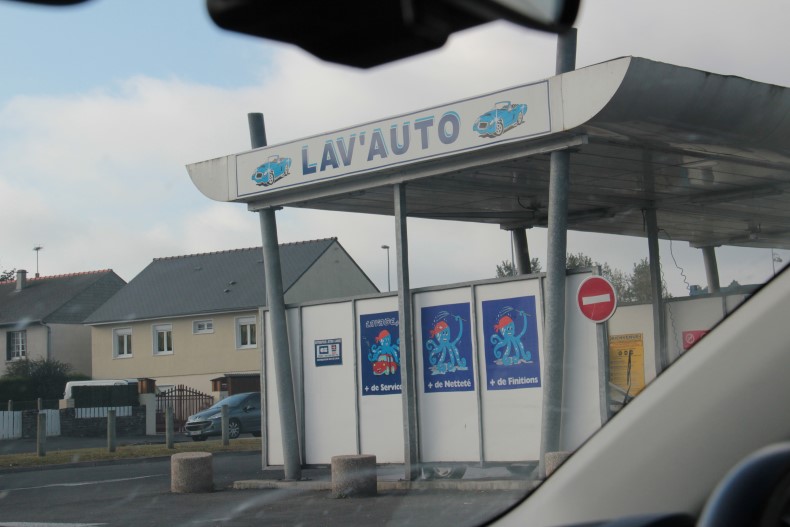 LAV'AUTO
+ de Service
+ de Netteté
+ de Finitions